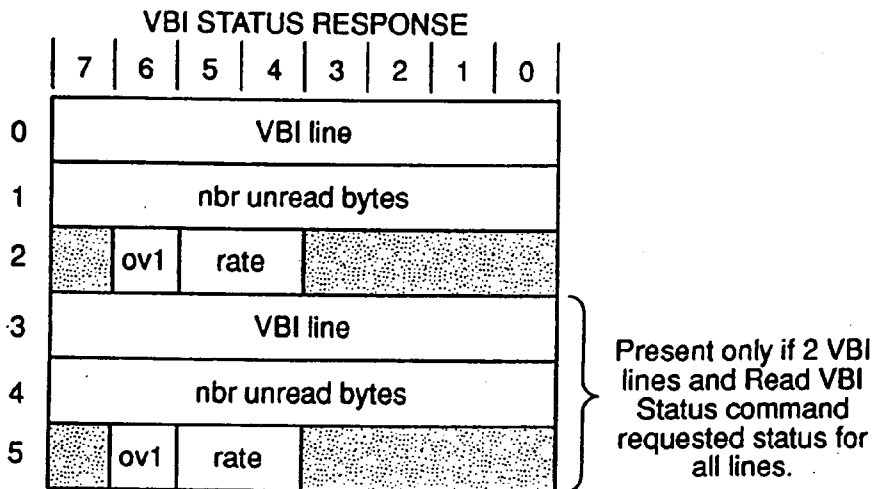 VBI STATUS RESPONSE
7 6 5 4 3 2 1 0
0 VBI line
1 nbr unread bytes
2 ov1 rate
3 VBI line
4 nbr unread bytes
5 ov1 rate
Present only if 2 VBI
lines and Read VBI
Status command
requested status for
all lines.